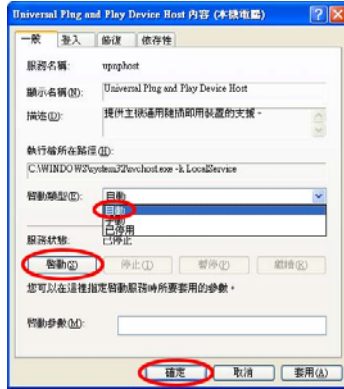 Universal Plug and Play Device Host 內容 (本機電腦)
一般 登入 修復 依存性
服務名稱: upnphost
顯示名稱(N): Universal Plug and Play Device Host
描述(D): 提供主機通用隨插即用裝置的支援。
執行檔所在路徑(H):
C:\WINDOWS\system32\svchost.exe -k LocalService
啟動類型(E): 自動
自動
手動
已停用
服務狀態: 已停止
啟動(S) 停止(T) 暫停(P) 繼續(R)
您可以在這裡指定啟動服務時所要套用的參數。
啟動參數(M):
確定 取消 套用(A)